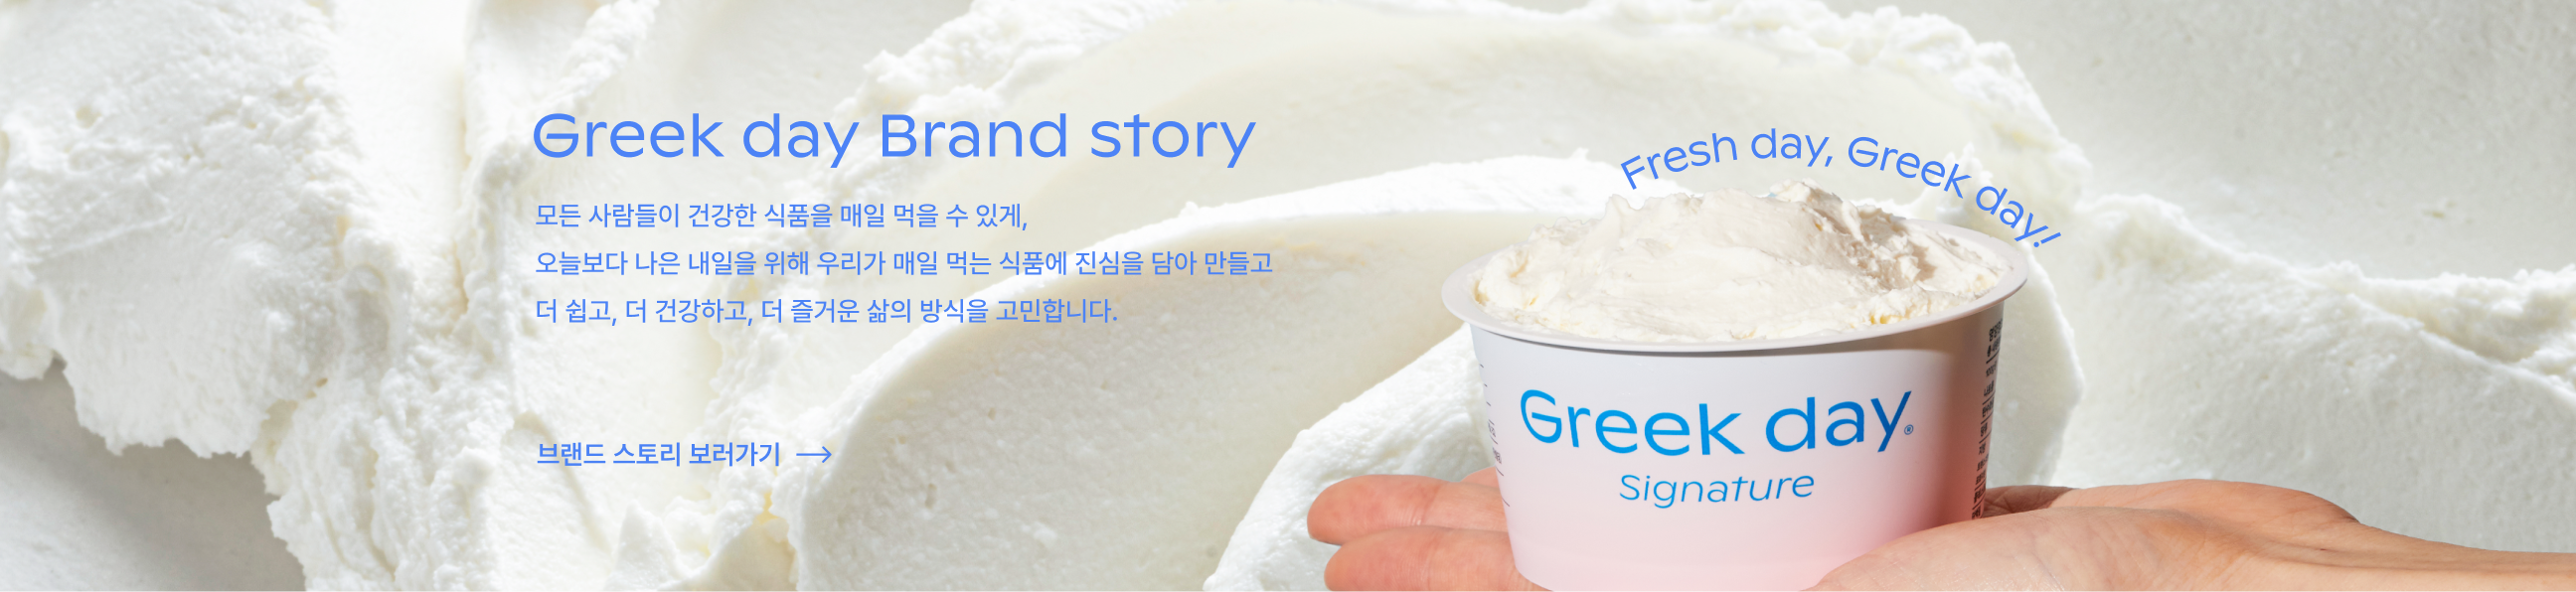 Greek day Brand story
모든 사람들이 건강한 식품을 매일 먹을 수 있게,
오늘보다 나은 내일을 위해 우리가 매일 먹는 식품에 진심을 담아 만들고
더 쉽고, 더 건강하고, 더 즐거운 삶의 방식을 고민합니다.
브랜드 스토리 보러가기 →
Fresh day, Greek day!
Greek day®
Signature